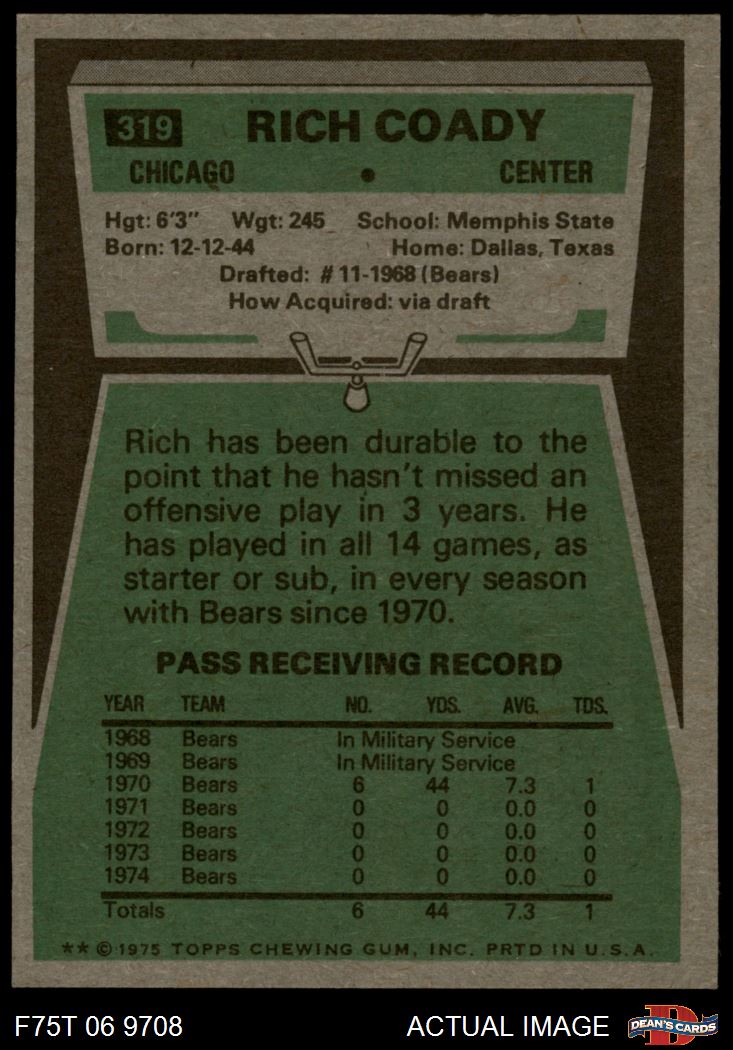 319 RICH COADY
CHICAGO • CENTER
Hgt: 6'3" Wgt: 245 School: Memphis State
Born: 12-12-44 Home: Dallas, Texas
Drafted: #11-1968 (Bears)
How Acquired: via draft
Rich has been durable to the
point that he hasn't missed an
offensive play in 3 years. He
has played in all 14 games, as
starter or sub, in every season
with Bears since 1970.
PASS RECEIVING RECORD
YEAR TEAM NO. YDS. AVG. TDS.
1968 Bears In Military Service
1969 Bears In Military Service
1970 Bears 6 44 7.3 1
1971 Bears 0 0 0.0 0
1972 Bears 0 0 0.0 0
1973 Bears 0 0 0.0 0
1974 Bears 0 0 0.0 0
Totals 6 44 7.3 1
** © 1975 TOPPS CHEWING GUM, INC. PRTD IN U.S.A.
F75T 06 9708 ACTUAL IMAGE D DEAN'S CARDS